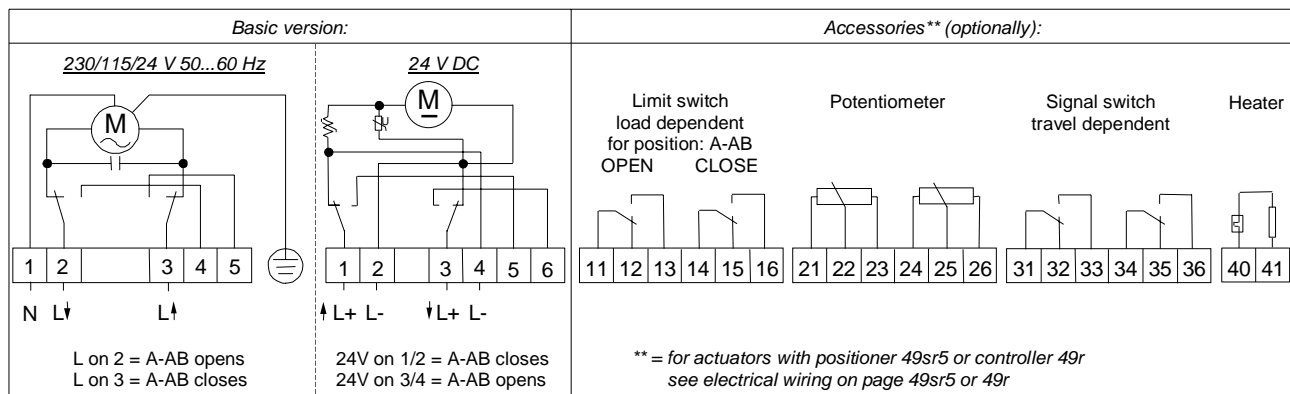 Basic version:
Accessories** (optionally):
230/115/24 V 50...60 Hz
24 V DC
M
M
Limit switch
load dependent
for position: A-AB
OPEN CLOSE
Potentiometer
Signal switch
travel dependent
Heater
1 2 3 4 5
1 2 3 4 5 6
11 12 13 14 15 16
21 22 23 24 25 26
31 32 33 34 35 36
40 41
N L L
L+ L- L+ L-
L on 2 = A-AB opens
L on 3 = A-AB closes
24V on 1/2 = A-AB closes
24V on 3/4 = A-AB opens
** = for actuators with positioner 49sr5 or controller 49r
see electrical wiring on page 49sr5 or 49r